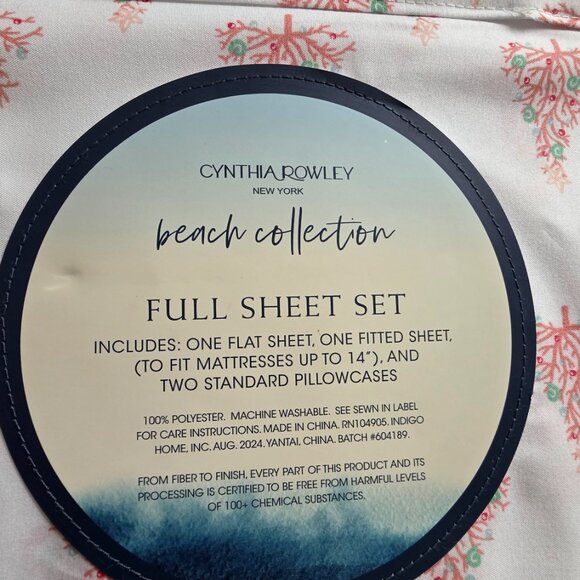 CYNTHIA ROWLEY
NEW YORK
beach collection
FULL SHEET SET
INCLUDES: ONE FLAT SHEET, ONE FITTED SHEET,
(TO FIT MATTRESSES UP TO 14"), AND
TWO STANDARD PILLOWCASES
100% POLYESTER. MACHINE WASHABLE. SEE SEWN IN LABEL
FOR CARE INSTRUCTIONS. MADE IN CHINA. RN104905. INDIGO
HOME, INC. AUG. 2024. YANTAI, CHINA. BATCH #604189.
FROM FIBER TO FINISH, EVERY PART OF THIS PRODUCT AND ITS
PROCESSING IS CERTIFIED TO BE FREE FROM HARMFUL LEVELS
OF 100+ CHEMICAL SUBSTANCES.